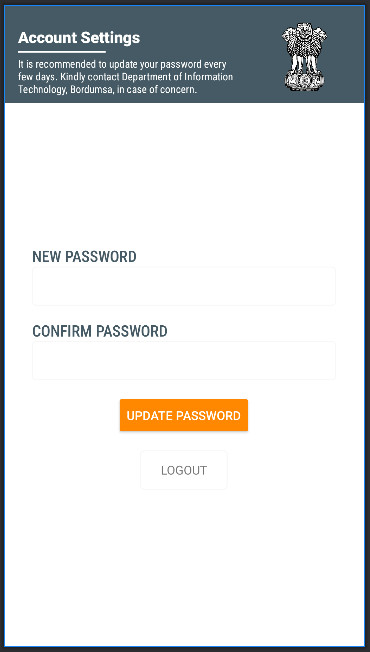 Account Settings
It is recommended to update your password every
few days. Kindly contact Department of Information
Technology, Bordumsa, in case of concern.
NEW PASSWORD
CONFIRM PASSWORD
UPDATE PASSWORD
LOGOUT